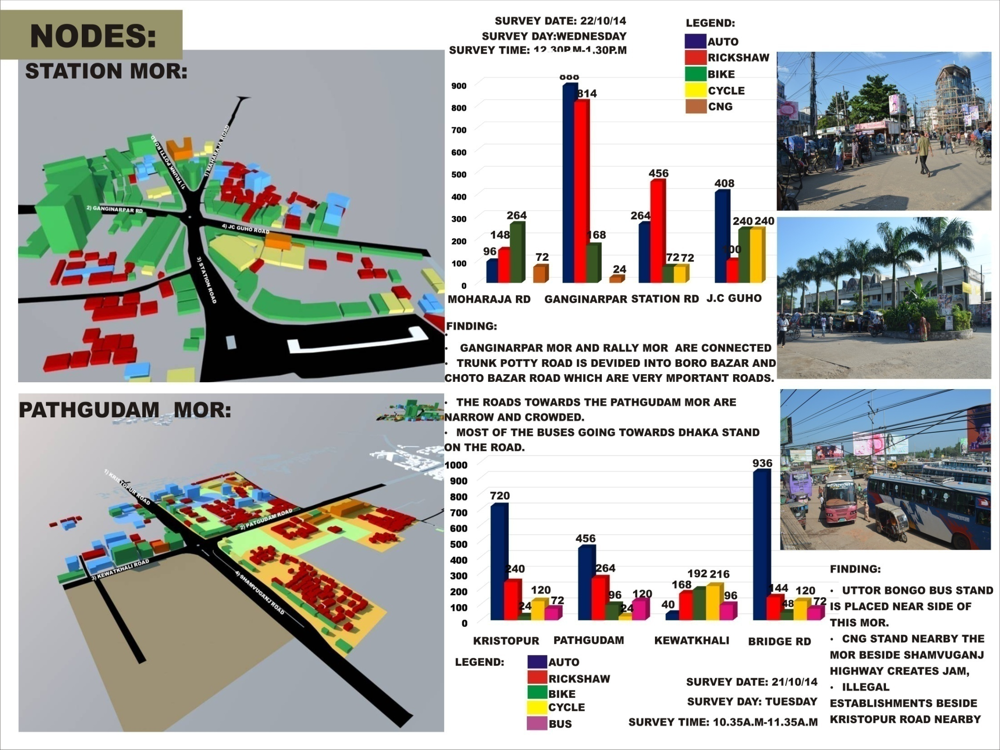 NODES:
STATION MOR:
1) TRUNK POTTI ROAD
1) MAHARAJA ROAD
2) GANGINARPAR RD
4) JC GUHO ROAD
3) STATION ROAD
SURVEY DATE: 22/10/14
SURVEY DAY:WEDNESDAY
SURVEY TIME: 12.30P.M-1.30P.M
LEGEND:
AUTO
RICKSHAW
BIKE
CYCLE
CNG
900
800
700
600
500
400
300
200
100
0
96
148
264
72
888
814
168
24
264
456
72
72
408
100
240
240
MOHARAJA RD
GANGINARPAR
STATION RD
J.C GUHO
FINDING:
•
• GANGINARPAR MOR AND RALLY MOR ARE CONNECTED
• TRUNK POTTY ROAD IS DEVIDED INTO BORO BAZAR AND
CHOTO BAZAR ROAD WHICH ARE VERY MPORTANT ROADS.
PATHGUDAM MOR:
1) KRISTOPUR ROAD
2) PATGUDAM ROAD
3) KEWATKHALI ROAD
4) SHAMVUGANJ ROAD
• THE ROADS TOWARDS THE PATHGUDAM MOR ARE
NARROW AND CROWDED.
• MOST OF THE BUSES GOING TOWARDS DHAKA STAND
ON THE ROAD.
1000
900
800
700
600
500
400
300
200
100
0
720
240
24
120
72
456
264
96
24
120
40
168
192
216
96
936
144
48
120
72
KRISTOPUR
PATHGUDAM
KEWATKHALI
BRIDGE RD
LEGEND:
AUTO
RICKSHAW
BIKE
CYCLE
BUS
SURVEY DATE: 21/10/14
SURVEY DAY: TUESDAY
SURVEY TIME: 10.35A.M-11.35A.M
FINDING:
• UTTOR BONGO BUS STAND
IS PLACED NEAR SIDE OF
THIS MOR.
• CNG STAND NEARBY THE
MOR BESIDE SHAMVUGANJ
HIGHWAY CREATES JAM,
• ILLEGAL
ESTABLISHMENTS BESIDE
KRISTOPUR ROAD NEARBY